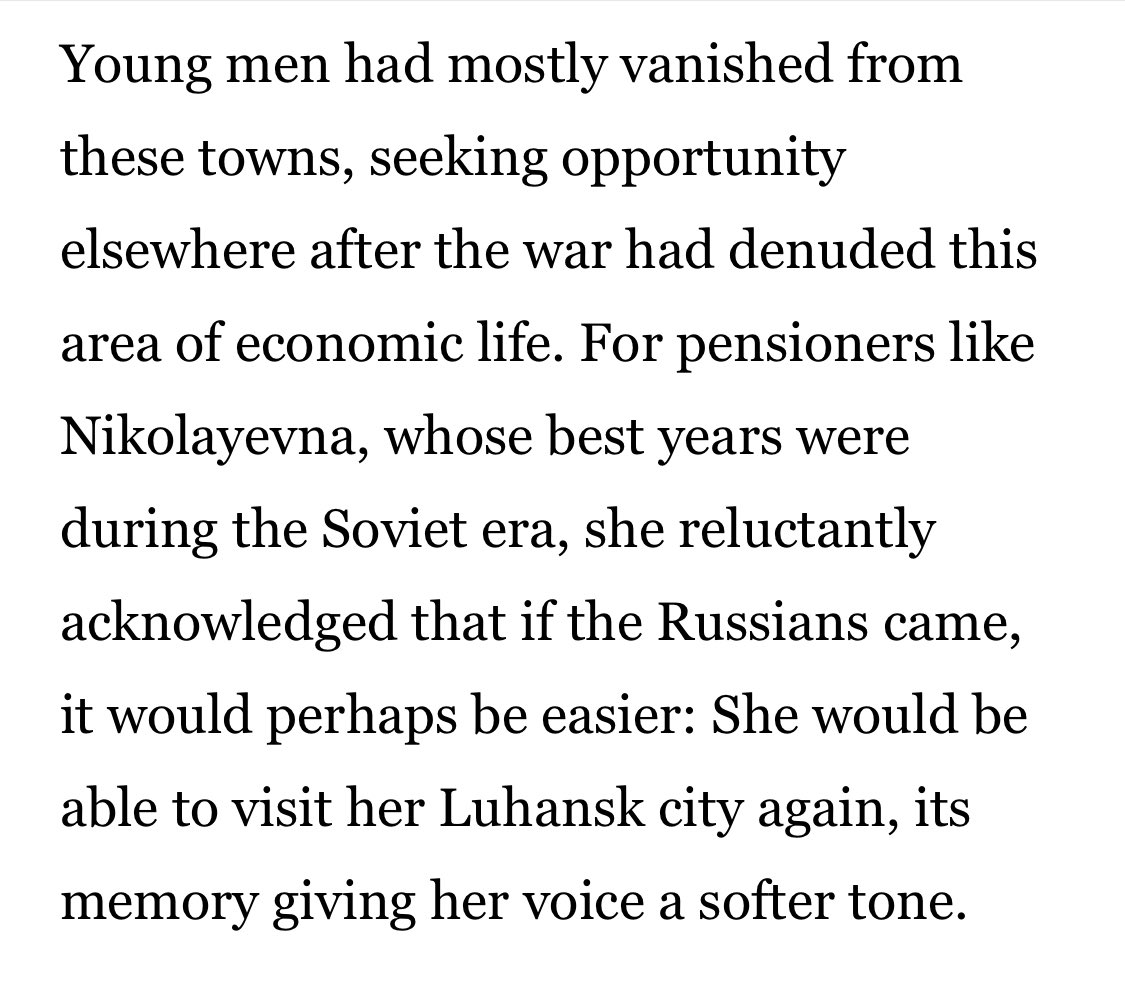 Young men had mostly vanished from
these towns, seeking opportunity
elsewhere after the war had denuded this
area of economic life. For pensioners like
Nikolayevna, whose best years were
during the Soviet era, she reluctantly
acknowledged that if the Russians came,
it would perhaps be easier: She would be
able to visit her Luhansk city again, its
memory giving her voice a softer tone.